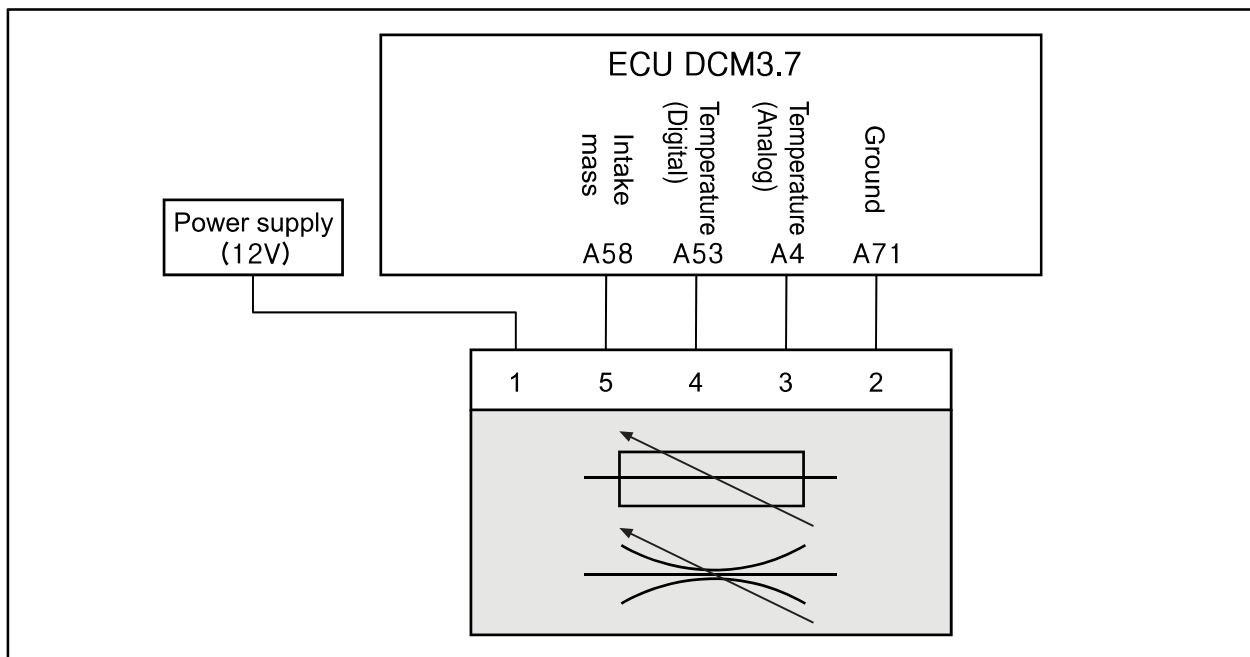 ECU DCM3.7
Intake
mass
Temperature
(Digital)
Temperature
(Analog)
Ground
Power supply
(12V)
A58 A53 A4 A71
1 5 4 3 2